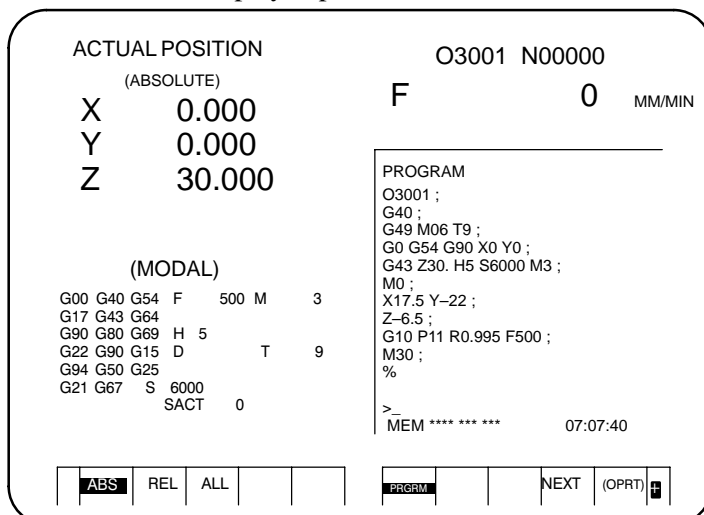 ACTUAL POSITION
(ABSOLUTE)
X 0.000
Y 0.000
Z 30.000
(MODAL)
G00 G40 G54 F 500 M 3
G17 G43 G64
G90 G80 G69 H 5
G22 G90 G15 D T 9
G94 G50 G25
G21 G67 S 6000
SACT 0
O3001 N00000
F 0 MM/MIN
PROGRAM
O3001 ;
G40 ;
G49 M06 T9 ;
G0 G54 G90 X0 Y0 ;
G43 Z30. H5 S6000 M3 ;
M0 ;
X17.5 Y–22 ;
Z–6.5 ;
G10 P11 R0.995 F500 ;
M30 ;
%
>_
MEM **** *** *** 07:07:40
ABS REL ALL PRGRM NEXT (OPRT) +